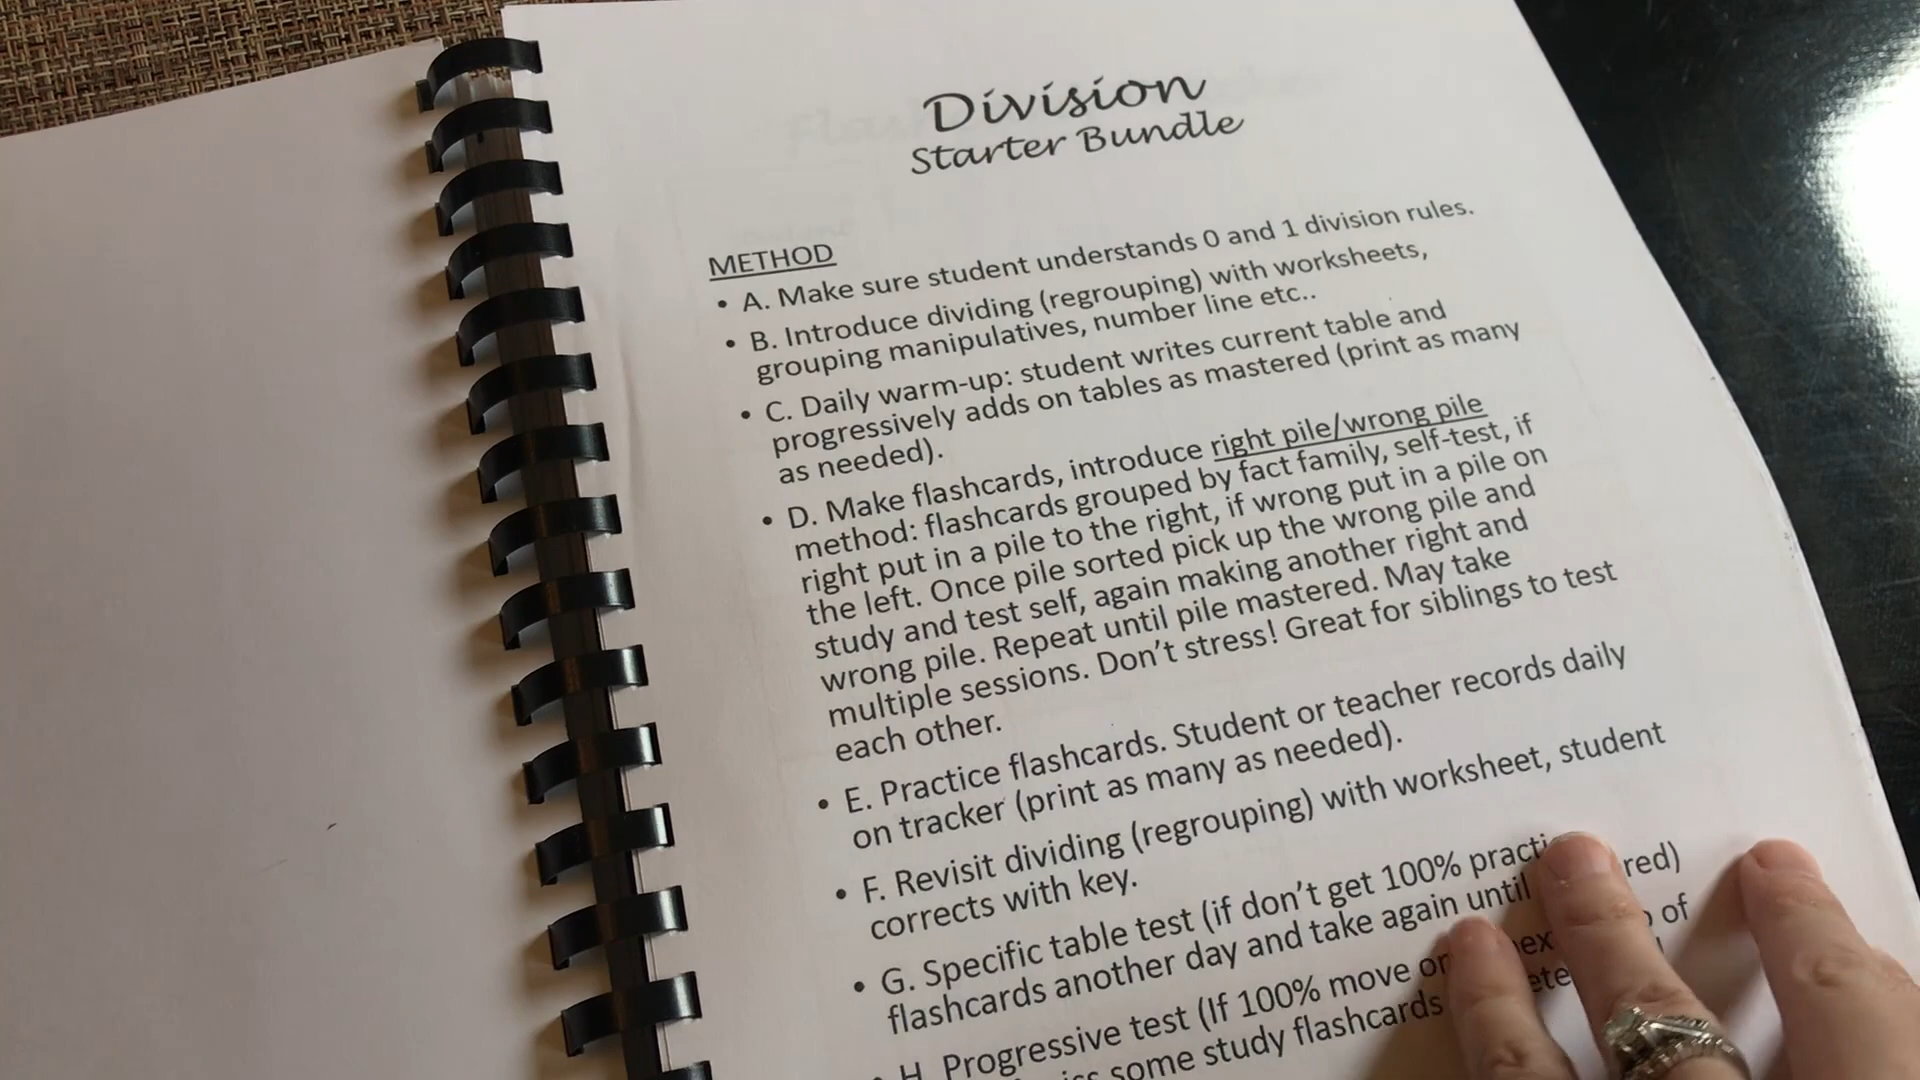 Division
Starter Bundle
METHOD
• A. Make sure student understands 0 and 1 division rules.
• B. Introduce dividing (regrouping) with worksheets,
grouping manipulatives, number line etc..
• C. Daily warm-up: student writes current table and
progressively adds on tables as mastered (print as many
as needed).
• D. Make flashcards, introduce right pile/wrong pile
method: flashcards grouped by fact family, self-test, if
right put in a pile to the right, if wrong put in a pile on
the left. Once pile sorted pick up the wrong pile and
study and test self, again making another right and
wrong pile. Repeat until pile mastered. May take
multiple sessions. Don't stress! Great for siblings to test
each other.
• E. Practice flashcards. Student or teacher records daily
on tracker (print as many as needed).
• F. Revisit dividing (regrouping) with worksheet, student
corrects with key.
• G. Specific table test (if don't get 100%
flashcards another day and take again until
• H. Progressive test (If 100% move
some study flashcards
of